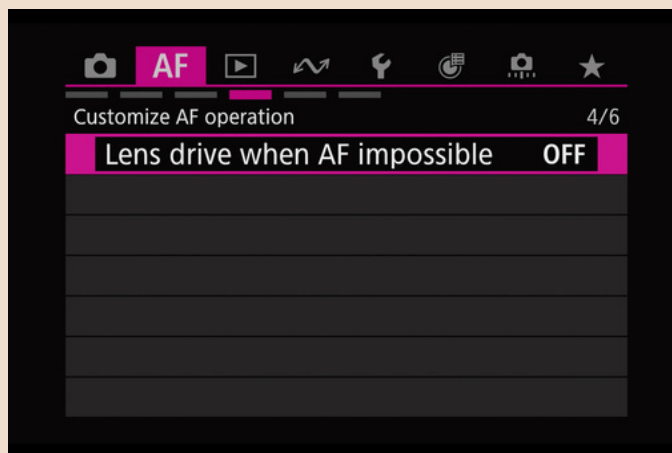 AF
Customize AF operation 4/6
Lens drive when AF impossible OFF